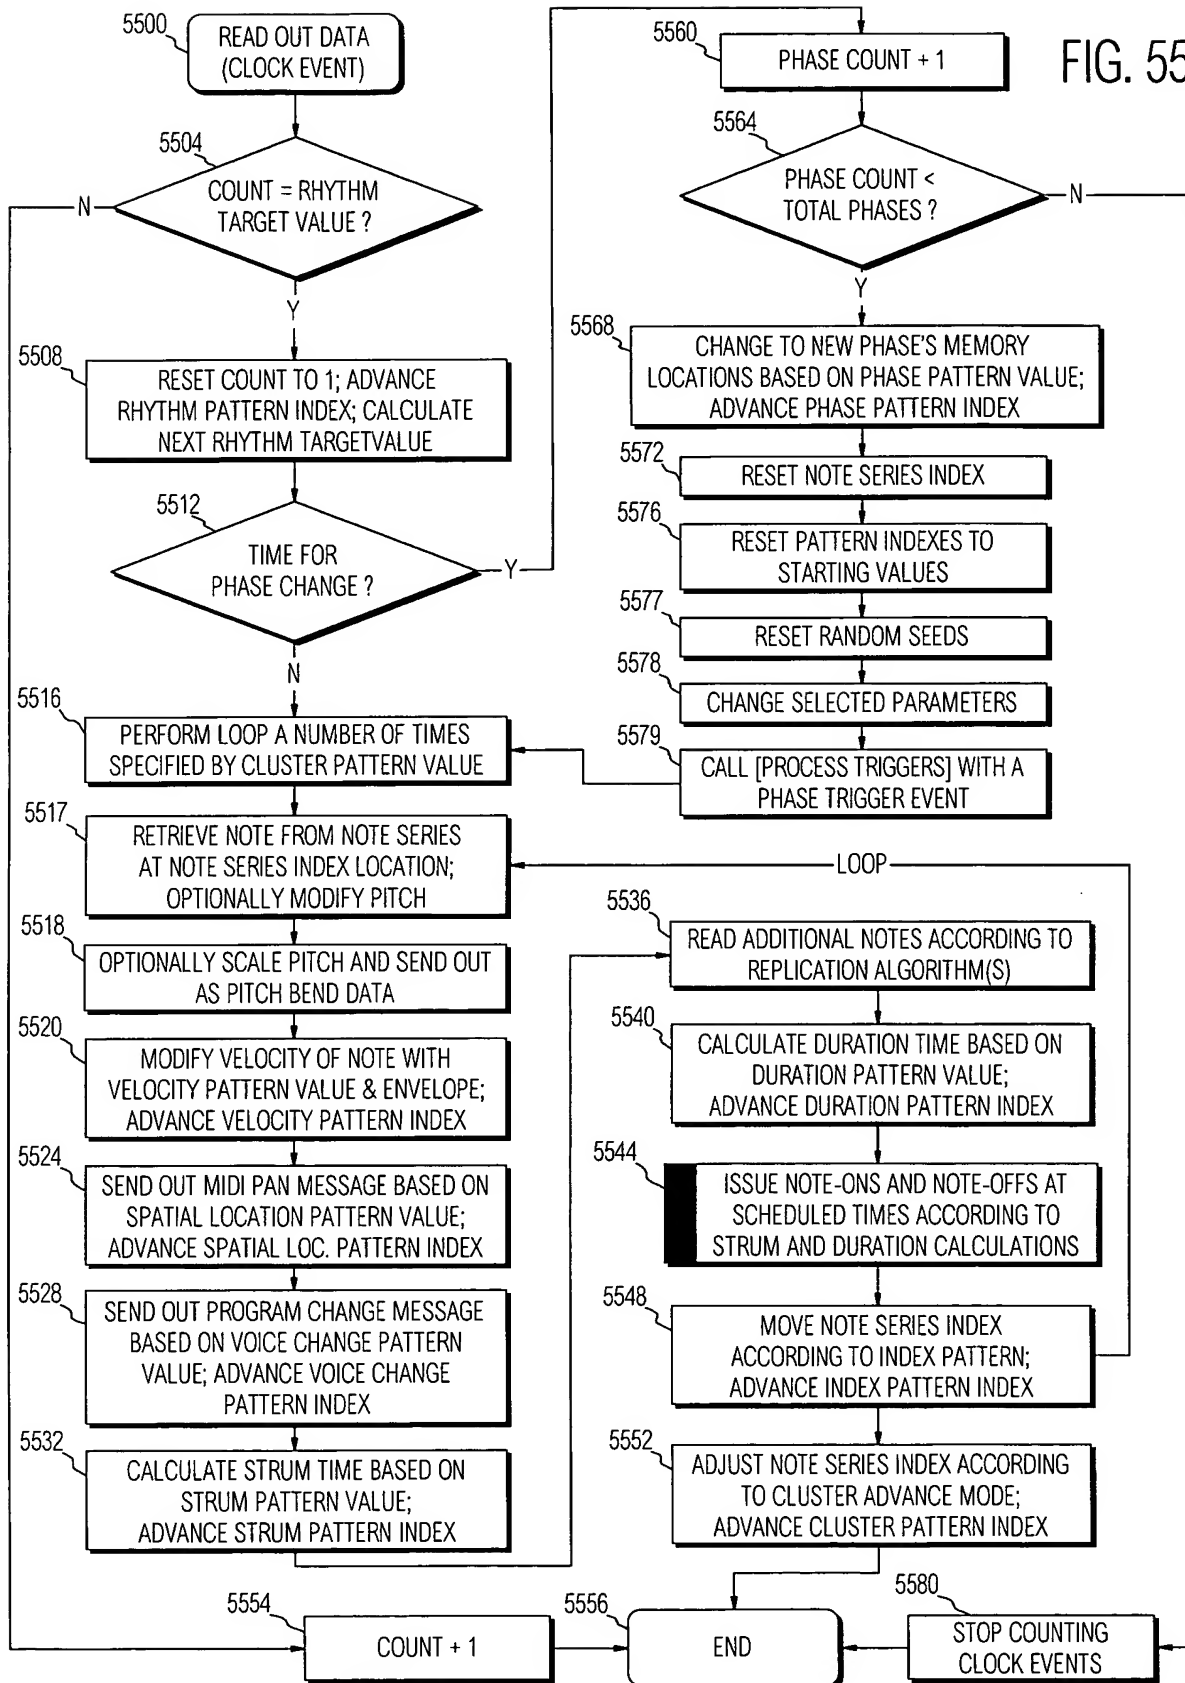 FIG. 55
5500
READ OUT DATA
(CLOCK EVENT)
5504
COUNT = RHYTHM
TARGET VALUE ?
N
Y
5508
RESET COUNT TO 1; ADVANCE
RHYTHM PATTERN INDEX; CALCULATE
NEXT RHYTHM TARGETVALUE
5512
TIME FOR
PHASE CHANGE ?
Y
N
5516
PERFORM LOOP A NUMBER OF TIMES
SPECIFIED BY CLUSTER PATTERN VALUE
5517
RETRIEVE NOTE FROM NOTE SERIES
AT NOTE SERIES INDEX LOCATION;
OPTIONALLY MODIFY PITCH
5518
OPTIONALLY SCALE PITCH AND SEND OUT
AS PITCH BEND DATA
5520
MODIFY VELOCITY OF NOTE WITH
VELOCITY PATTERN VALUE & ENVELOPE;
ADVANCE VELOCITY PATTERN INDEX
5524
SEND OUT MIDI PAN MESSAGE BASED ON
SPATIAL LOCATION PATTERN VALUE;
ADVANCE SPATIAL LOC. PATTERN INDEX
5528
SEND OUT PROGRAM CHANGE MESSAGE
BASED ON VOICE CHANGE PATTERN
VALUE; ADVANCE VOICE CHANGE
PATTERN INDEX
5532
CALCULATE STRUM TIME BASED ON
STRUM PATTERN VALUE;
ADVANCE STRUM PATTERN INDEX
5554
COUNT + 1
5560
PHASE COUNT + 1
5564
PHASE COUNT <
TOTAL PHASES ?
N
Y
5568
CHANGE TO NEW PHASE'S MEMORY
LOCATIONS BASED ON PHASE PATTERN VALUE;
ADVANCE PHASE PATTERN INDEX
5572
RESET NOTE SERIES INDEX
5576
RESET PATTERN INDEXES TO
STARTING VALUES
5577
RESET RANDOM SEEDS
5578
CHANGE SELECTED PARAMETERS
5579
CALL [PROCESS TRIGGERS] WITH A
PHASE TRIGGER EVENT
LOOP
5536
READ ADDITIONAL NOTES ACCORDING TO
REPLICATION ALGORITHM(S)
5540
CALCULATE DURATION TIME BASED ON
DURATION PATTERN VALUE;
ADVANCE DURATION PATTERN INDEX
5544
ISSUE NOTE-ONS AND NOTE-OFFS AT
SCHEDULED TIMES ACCORDING TO
STRUM AND DURATION CALCULATIONS
5548
MOVE NOTE SERIES INDEX
ACCORDING TO INDEX PATTERN;
ADVANCE INDEX PATTERN INDEX
5552
ADJUST NOTE SERIES INDEX ACCORDING
TO CLUSTER ADVANCE MODE;
ADVANCE CLUSTER PATTERN INDEX
5556
END
5580
STOP COUNTING
CLOCK EVENTS